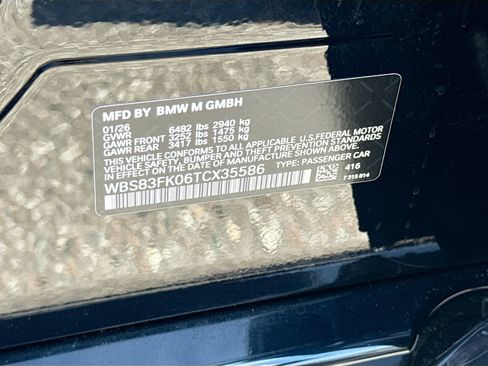 MFD BY BMW M GMBH
01/26
GVWR 6482 lbs 2940 kg
GAWR FRONT 3252 lbs 1475 kg
GAWR REAR 3417 lbs 1550 kg
THIS VEHICLE CONFORMS TO ALL APPLICABLE U.S. FEDERAL MOTOR
VEHICLE SAFETY, BUMPER AND THEFT PREVENTION STANDARDS IN
EFFECT ON THE DATE OF MANUFACTURE SHOWN ABOVE.
WBS83FK06TCX35586 TYPE: PASSENGER CAR
416
7 315 814